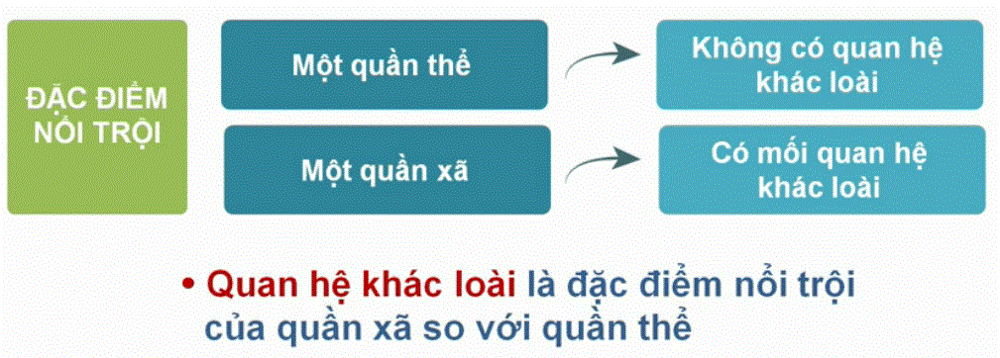 ĐẶC ĐIỂM
NỔI TRỘI
Một quần thể
Không có quan hệ
khác loài
Một quần xã
Có mối quan hệ
khác loài
• Quan hệ khác loài là đặc điểm nổi trội
của quần xã so với quần thể